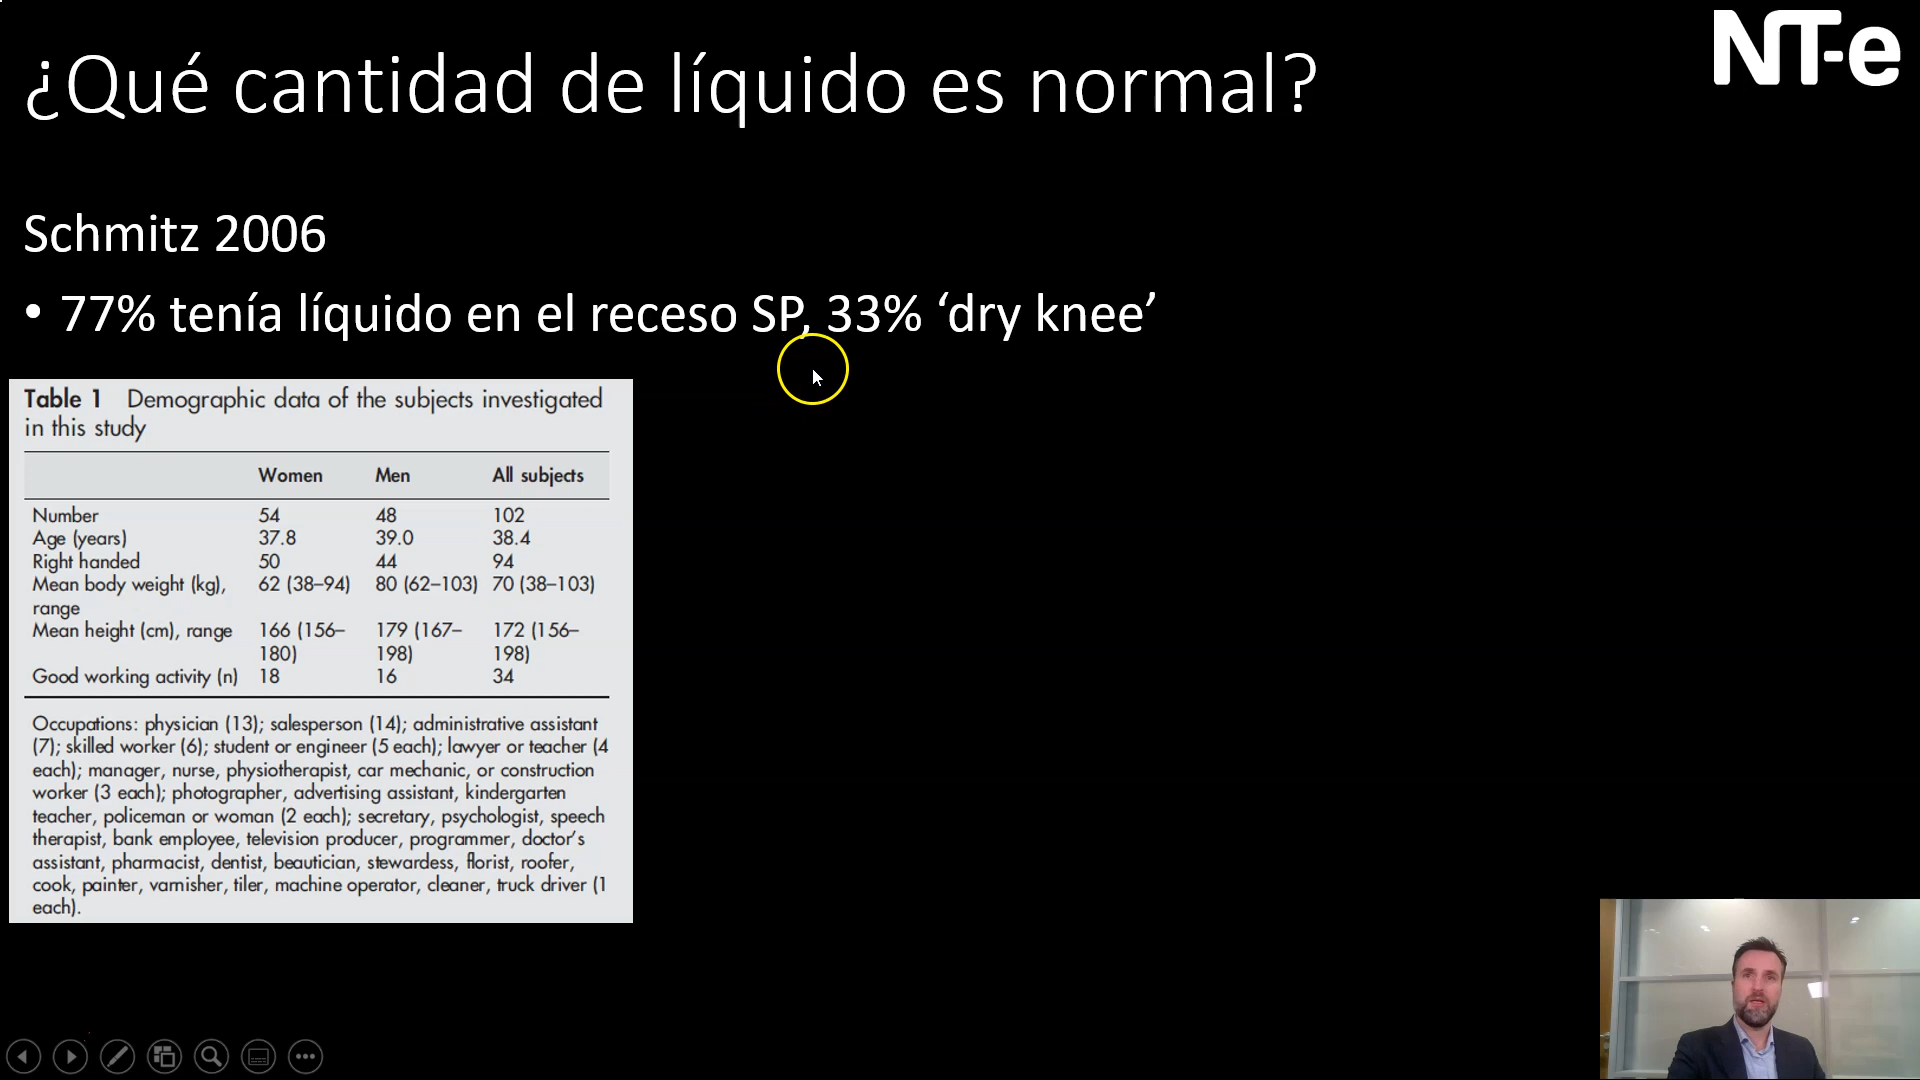 ¿Qué cantidad de líquido es normal?
NT-e
Schmitz 2006
• 77% tenía líquido en el receso SP, 33% ‘dry knee’
Table 1 Demographic data of the subjects investigated
in this study
Women Men All subjects
Number 54 48 102
Age (years) 37.8 39.0 38.4
Right handed 50 44 94
Mean body weight (kg), 62 (38–94) 80 (62–103) 70 (38–103)
range
Mean height (cm), range 166 (156– 179 (167– 172 (156–
180) 198) 198)
Good working activity (n) 18 16 34
Occupations: physician (13); salesperson (14); administrative assistant
(7); skilled worker (6); student or engineer (5 each); lawyer or teacher (4
each); manager, nurse, physiotherapist, car mechanic, or construction
worker (3 each); photographer, advertising assistant, kindergarten
teacher, policeman or woman (2 each); secretary, psychologist, speech
therapist, bank employee, television producer, programmer, doctor’s
assistant, pharmacist, dentist, beautician, stewardess, florist, roofer,
cook, painter, varnisher, tiler, machine operator, cleaner, truck driver (1
each).